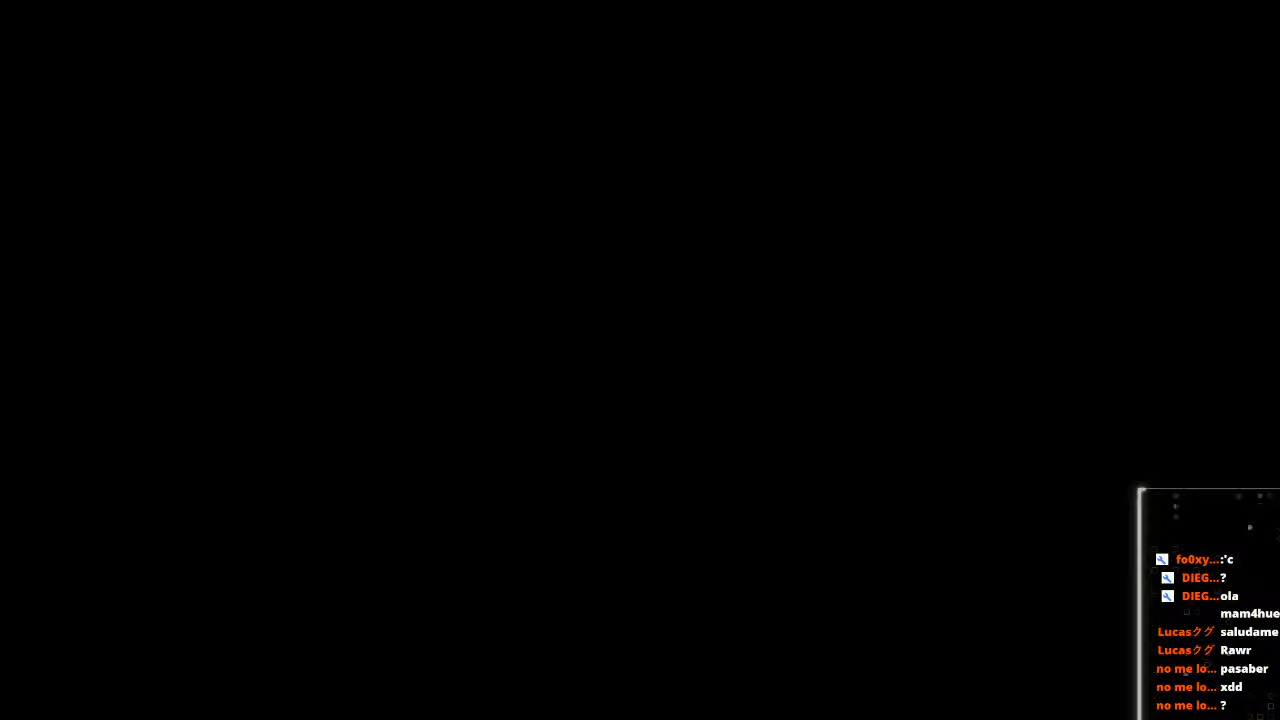 fo0xy...:'c
DIEG...?
DIEG...ola
mam4hue
Lucasクグ saludame
Lucasクグ Rawr
no me lo... pasaber
no me lo... xdd
no me lo... ?